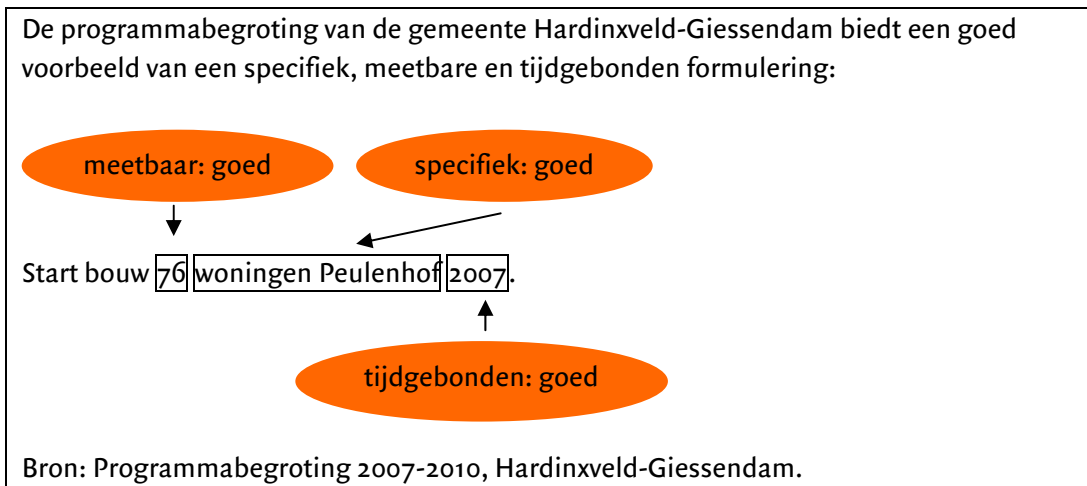 De programmabegroting van de gemeente Hardinxveld-Giessendam biedt een goed
voorbeeld van een specifiek, meetbare en tijdgebonden formulering:
meetbaar: goed
specifiek: goed
Start bouw 76 woningen Peulenhof 2007.
tijdgebonden: goed
Bron: Programmabegroting 2007-2010, Hardinxveld-Giessendam.